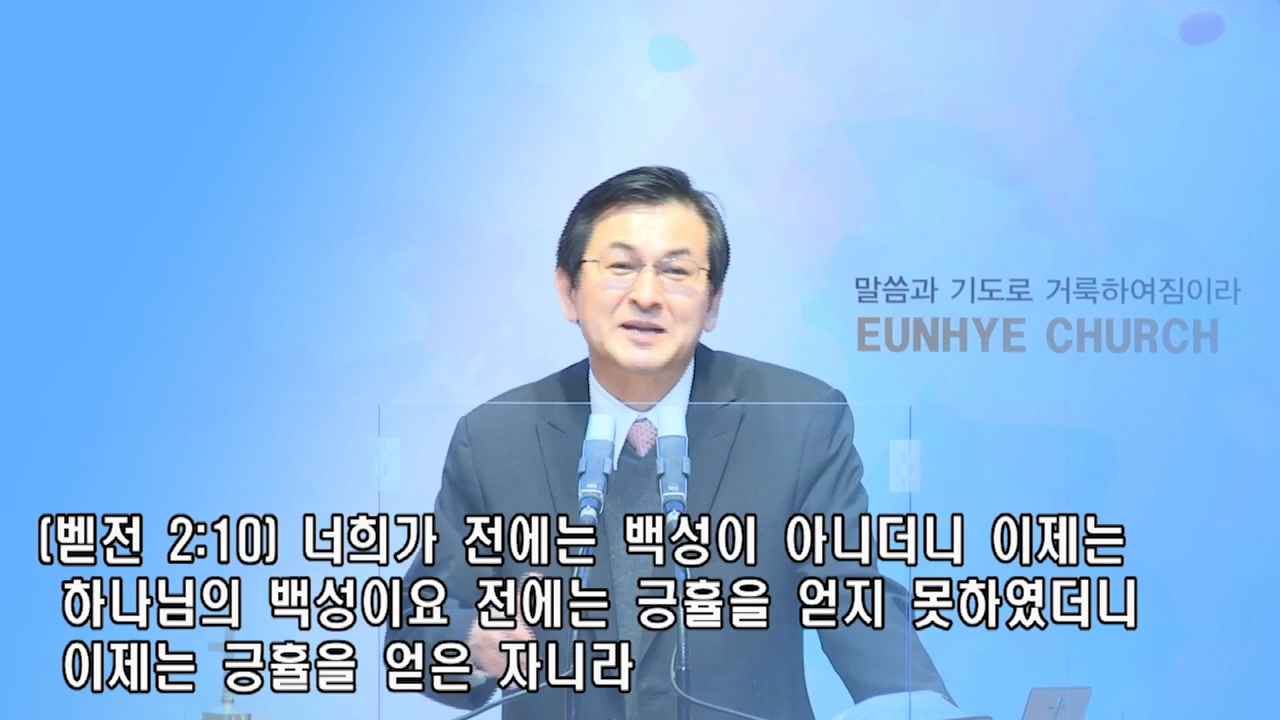 말씀과 기도로 거룩하여짐이라
EUNHYE CHURCH
(벧전 2:10) 너희가 전에는 백성이 아니더니 이제는
하나님의 백성이요 전에는 긍휼을 얻지 못하였더니
이제는 긍휼을 얻은 자니라